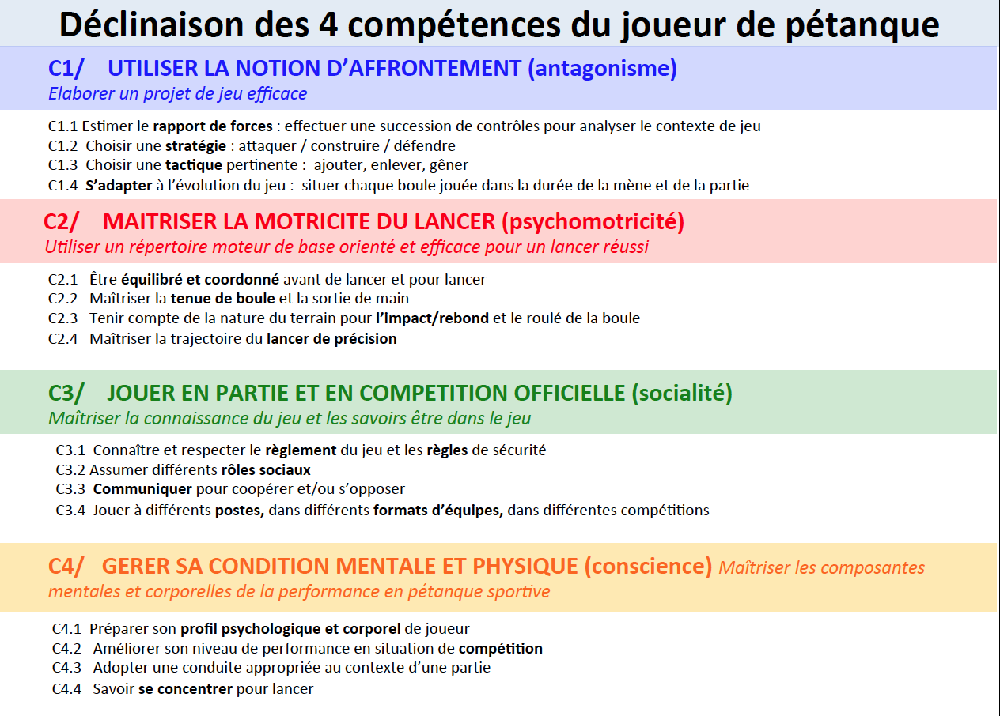 Déclinaison des 4 compétences du joueur de pétanque
C1/ UTILISER LA NOTION D’AFFRONTEMENT (antagonisme)
Elaborer un projet de jeu efficace
C1.1 Estimer le rapport de forces : effectuer une succession de contrôles pour analyser le contexte de jeu
C1.2 Choisir une stratégie : attaquer / construire / défendre
C1.3 Choisir une tactique pertinente : ajouter, enlever, gêner
C1.4 S’adapter à l’évolution du jeu : situer chaque boule jouée dans la durée de la mène et de la partie
C2/ MAITRISER LA MOTRICITE DU LANCER (psychomotricité)
Utiliser un répertoire moteur de base orienté et efficace pour un lancer réussi
C2.1 Être équilibré et coordonné avant de lancer et pour lancer
C2.2 Maîtriser la tenue de boule et la sortie de main
C2.3 Tenir compte de la nature du terrain pour l’impact/rebond et le roulé de la boule
C2.4 Maîtriser la trajectoire du lancer de précision
C3/ JOUER EN PARTIE ET EN COMPETITION OFFICIELLE (socialité)
Maîtriser la connaissance du jeu et les savoirs être dans le jeu
C3.1 Connaître et respecter le règlement du jeu et les règles de sécurité
C3.2 Assumer différents rôles sociaux
C3.3 Communiquer pour coopérer et/ou s’opposer
C3.4 Jouer à différents postes, dans différents formats d’équipes, dans différentes compétitions
C4/ GERER SA CONDITION MENTALE ET PHYSIQUE (conscience) Maîtriser les composantes
mentales et corporelles de la performance en pétanque sportive
C4.1 Préparer son profil psychologique et corporel de joueur
C4.2 Améliorer son niveau de performance en situation de compétition
C4.3 Adopter une conduite appropriée au contexte d’une partie
C4.4 Savoir se concentrer pour lancer